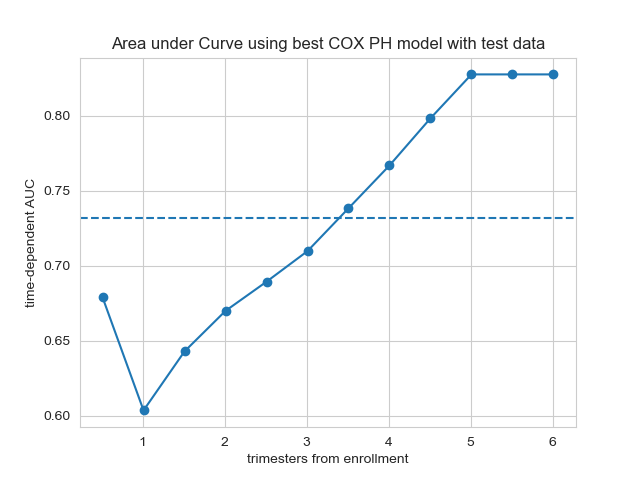 Area under Curve using best COX PH model with test data
time-dependent AUC
0.80
0.75
0.70
0.65
0.60
1 2 3 4 5 6
trimesters from enrollment